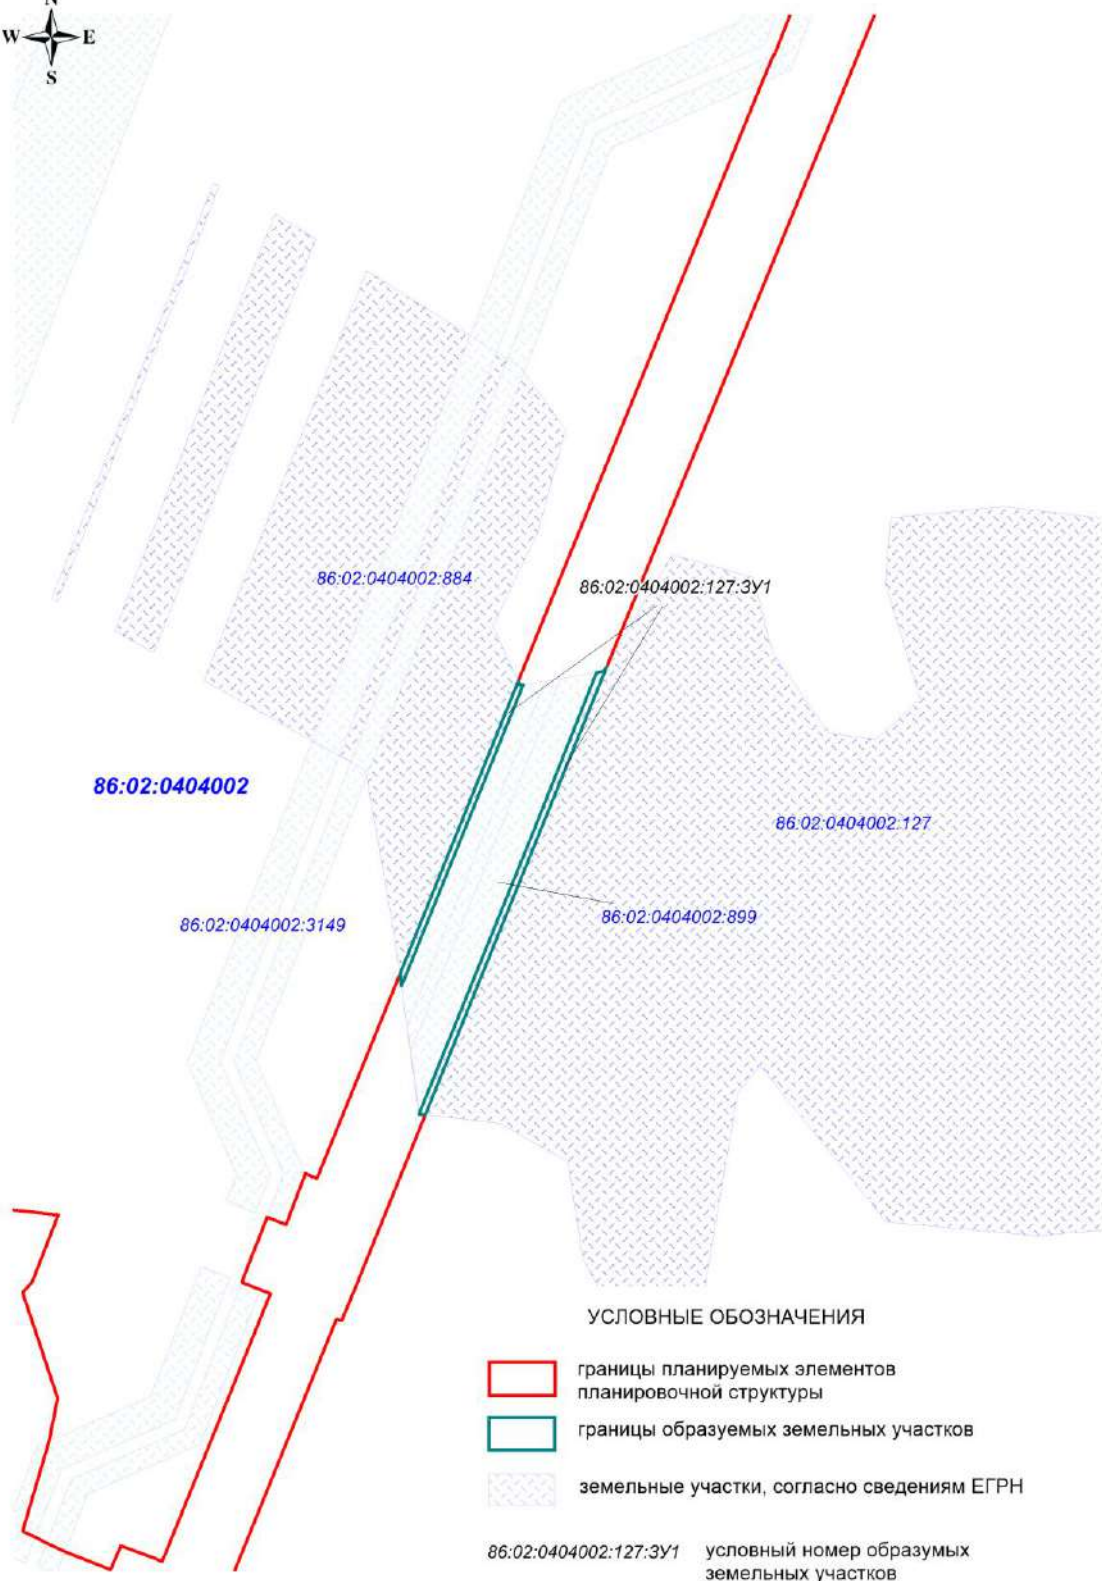 N
W E
S
86:02:0404002:884
86:02:0404002:127:ЗУ1
86:02:0404002
86:02:0404002:127
86:02:0404002:3149
86:02:0404002:899
УСЛОВНЫЕ ОБОЗНАЧЕНИЯ
границы планируемых элементов
планировочной структуры
границы образуемых земельных участков
земельные участки, согласно сведениям ЕГРН
86:02:0404002:127:ЗУ1 условный номер образумых
земельных участков